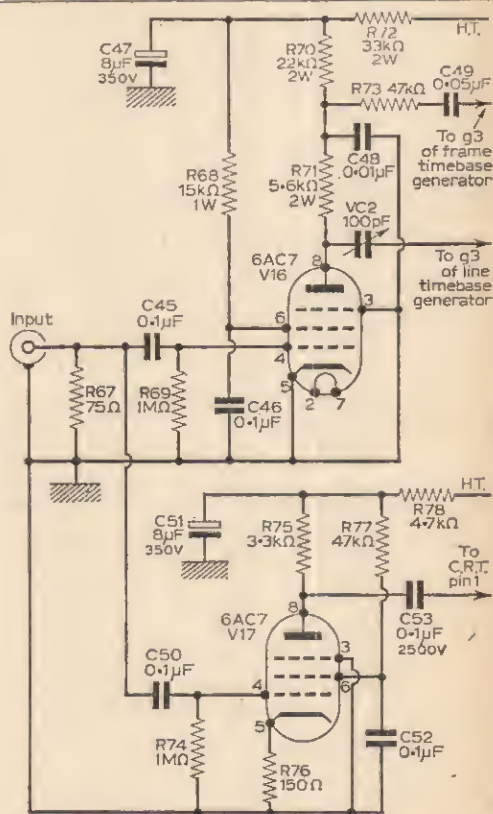 C47
8µF
350V
R70
22kΩ
2W
R72
33kΩ
2W
H.T.
R73 47kΩ
C49
0·05µF
To g3
of frame
timebase
generator
R68
15kΩ
1W
R71
5·6kΩ
2W
C48
0·01µF
VC2
100pF
To g3
of line
timebase
generator
6AC7
V16
8
3
6
4
5
2
7
Input
C45
0·1µF
R67
75Ω
R69
1MΩ
C46
0·1µF
H.T.
C51
8µF
350V
R75
3·3kΩ
R77
47kΩ
R78
4·7kΩ
To
C.R.T.
pin1
6AC7
V17
8
3
6
4
5
C53
0·1µF
2500V
C50
0·1µF
R74
1MΩ
R76
150Ω
C52
0·1µF